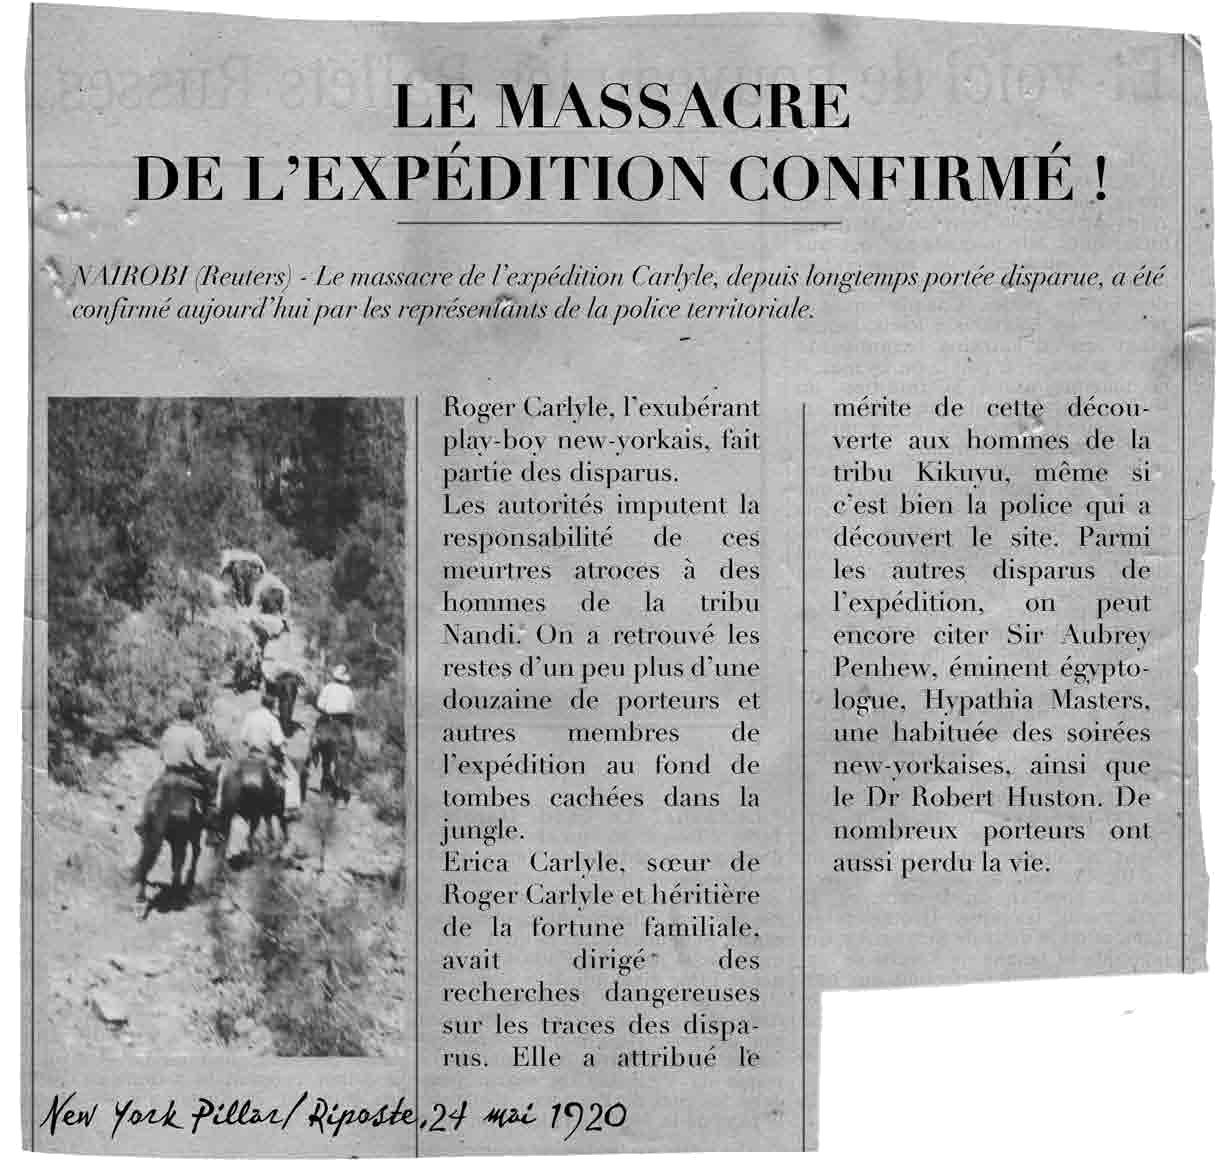 LE MASSACRE
DE L'EXPÉDITION CONFIRMÉ !
NAIROBI (Reuters) - Le massacre de l'expédition Carlyle, depuis longtemps portée disparue, a été
confirmé aujourd'hui par les représentants de la police territoriale.
Roger Carlyle, l'exubérant
play-boy new-yorkais, fait
partie des disparus.
Les autorités imputent la
responsabilité de ces
meurtres atroces à des
hommes de la tribu
Nandi. On a retrouvé les
restes d'un peu plus d'une
douzaine de porteurs et
autres membres de
l'expédition au fond de
tombes cachées dans la
jungle.
Erica Carlyle, sœur de
Roger Carlyle et héritière
de la fortune familiale,
avait dirigé des
recherches dangereuses
sur les traces des dispa-
rus. Elle a attribué le
mérite de cette décou-
verte aux hommes de la
tribu Kikuyu, même si
c'est bien la police qui a
découvert le site. Parmi
les autres disparus de
l'expédition, on peut
encore citer Sir Aubrey
Penhew, éminent égypto-
logue, Hypathia Masters,
une habituée des soirées
new-yorkaises, ainsi que
le Dr Robert Huston. De
nombreux porteurs ont
aussi perdu la vie.
New York Pillar/Riposte, 24 mai 1920